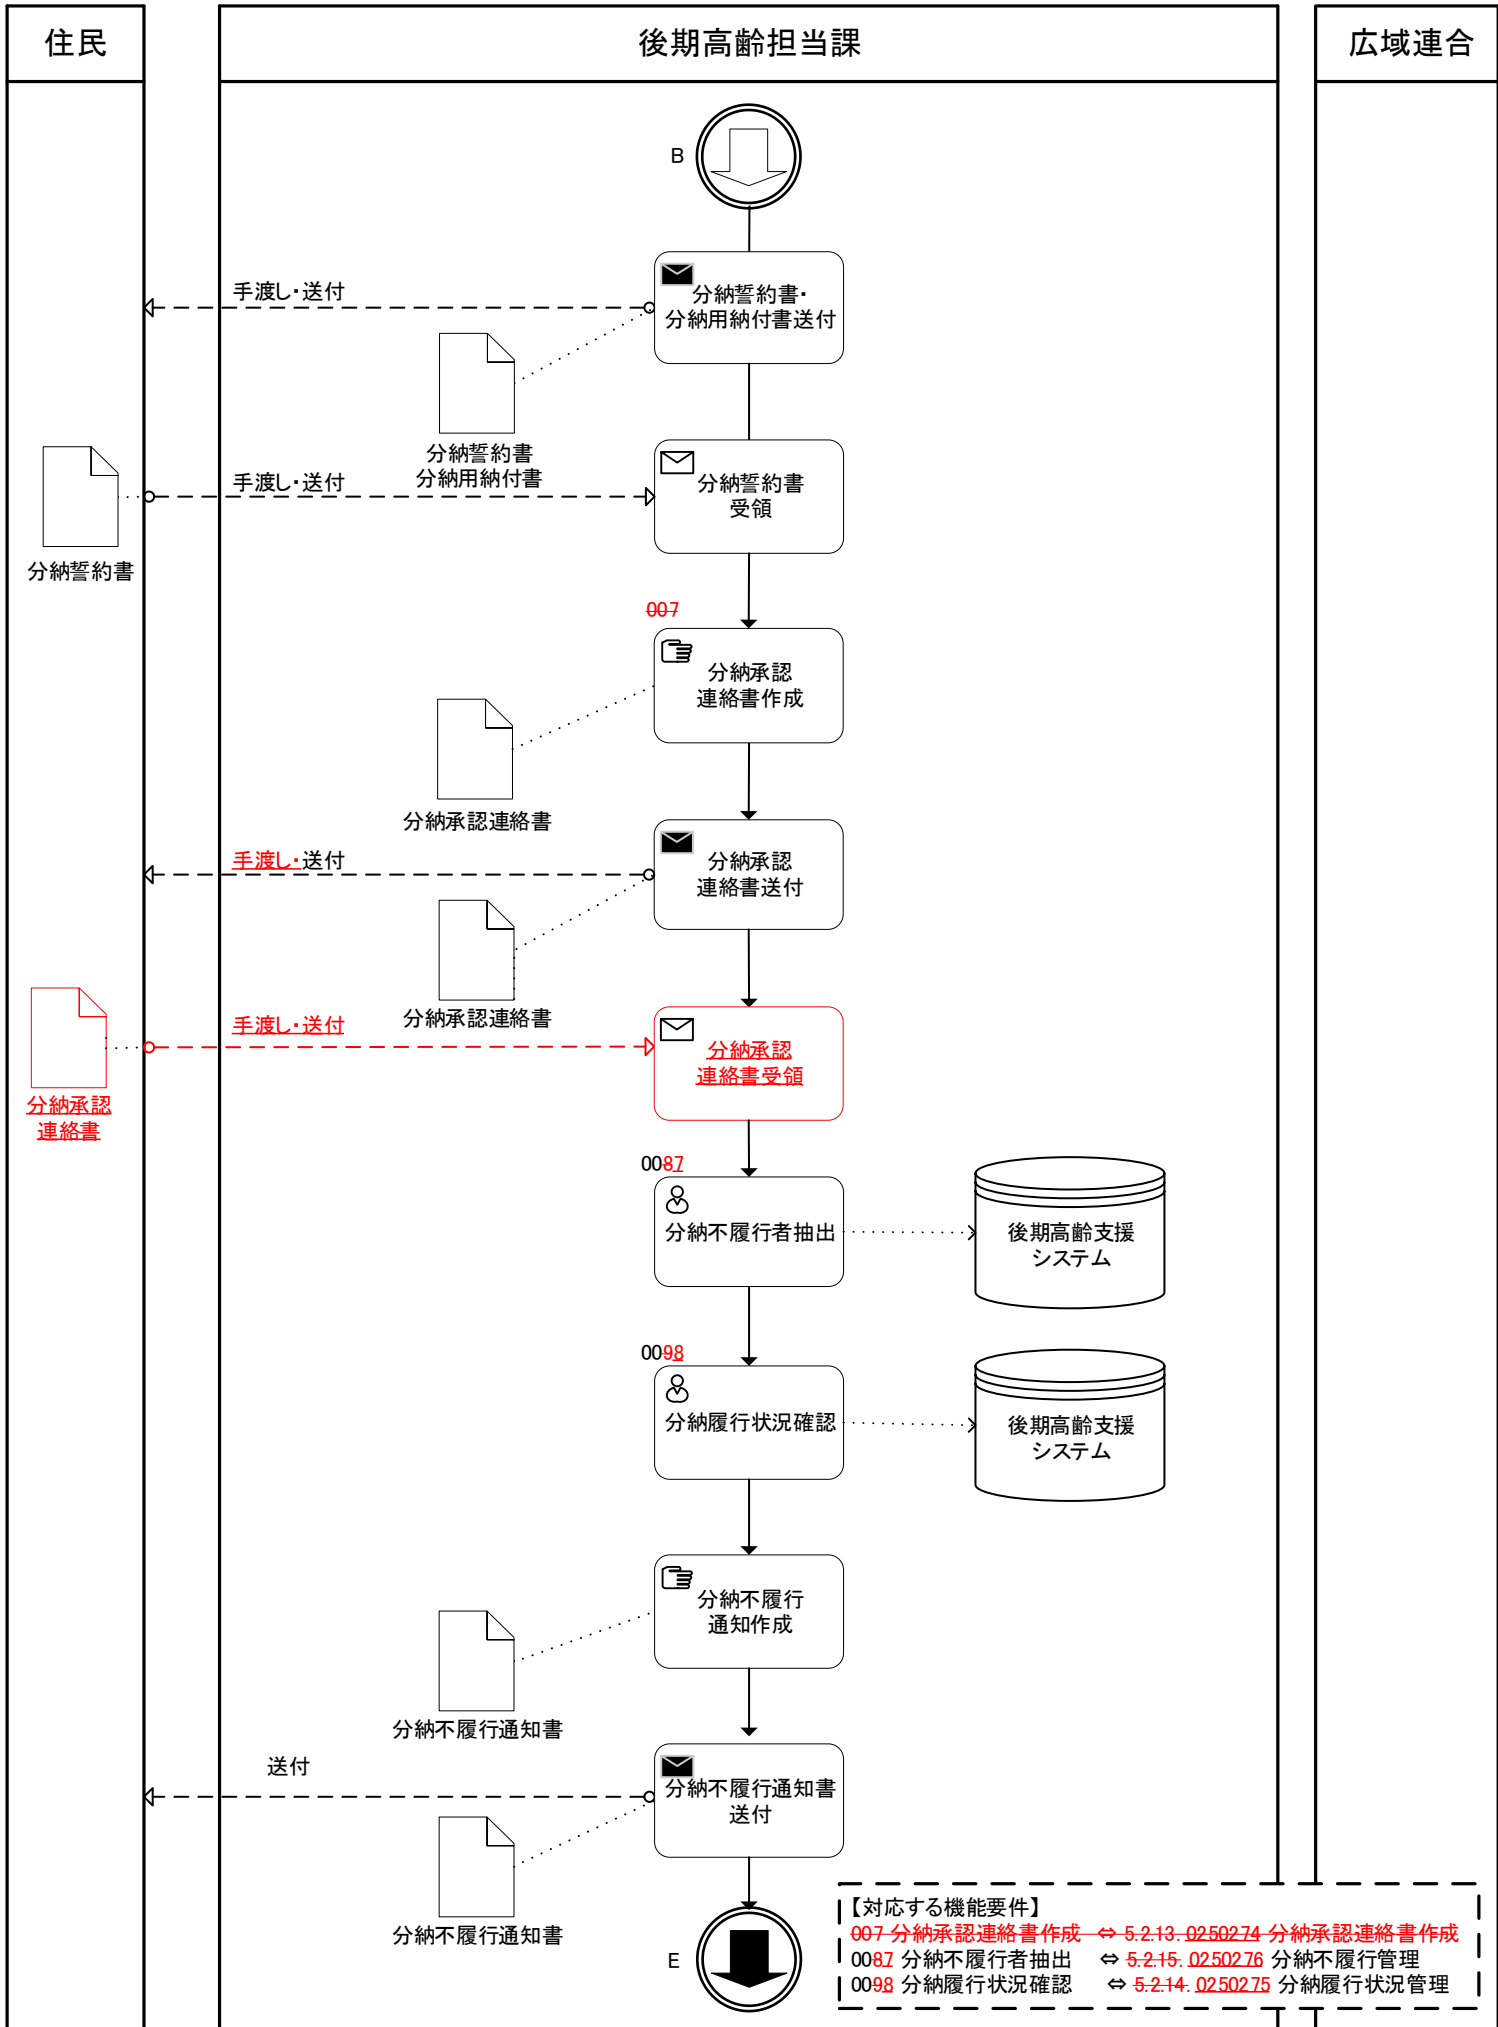 住民
後期高齢担当課
広域連合
B
手渡し・送付
分納誓約書・
分納用納付書送付
分納誓約書
分納用納付書
手渡し・送付
分納誓約書
受領
分納誓約書
007
分納承認
連絡書作成
分納承認連絡書
手渡し・送付
分納承認
連絡書送付
分納承認連絡書
手渡し・送付
分納承認
連絡書受領
分納承認
連絡書
0087
分納不履行者抽出
後期高齢支援
システム
0098
分納履行状況確認
後期高齢支援
システム
分納不履行
通知作成
分納不履行通知書
送付
分納不履行通知書
送付
分納不履行通知書
E
【対応する機能要件】
007 分納承認連絡書作成 ⇔ 5.2.13. 0250274 分納承認連絡書作成
0087 分納不履行者抽出 ⇔ 5.2.15. 0250276 分納不履行管理
0098 分納履行状況確認 ⇔ 5.2.14. 0250275 分納履行状況管理